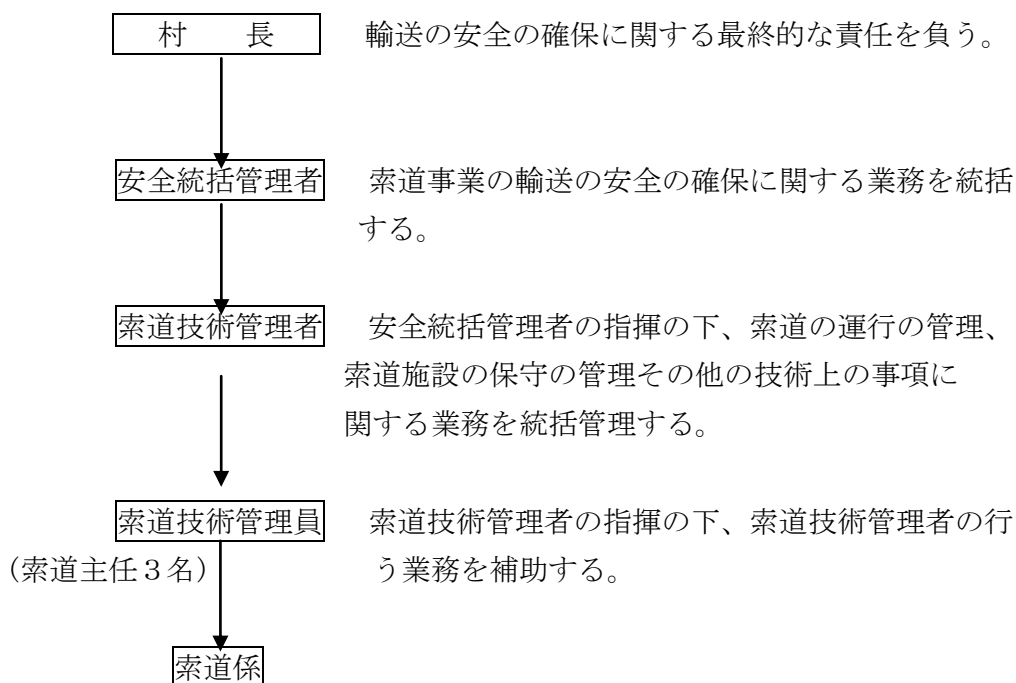 村　　長　輸送の安全の確保に関する最終的な責任を負う。
安全統括管理者　索道事業の輸送の安全の確保に関する業務を統括
する。
索道技術管理者　安全統括管理者の指揮の下、索道の運行の管理、
索道施設の保守の管理その他の技術上の事項に
関する業務を統括管理する。
索道技術管理員　索道技術管理者の指揮の下、索道技術管理者の行
（索道主任３名）　う業務を補助する。
索道係